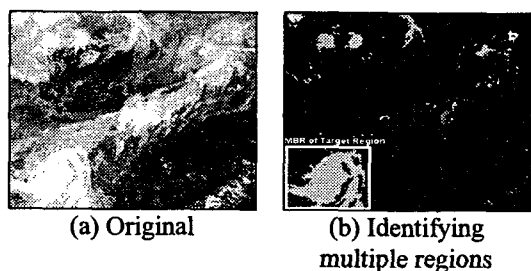 MBR of Target Region
(a) Original
(b) Identifying
multiple regions